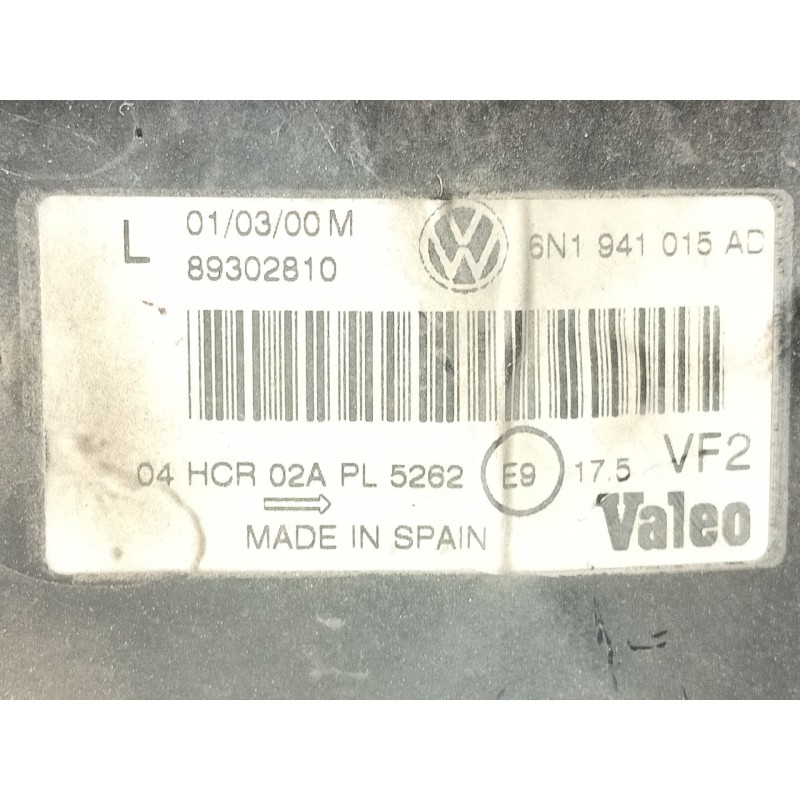 L 01/03/00 M
89302810
6N1 941 015 AD
04 HCR 02A PL 5262 E9 17.5 VF2
MADE IN SPAIN
Valeo